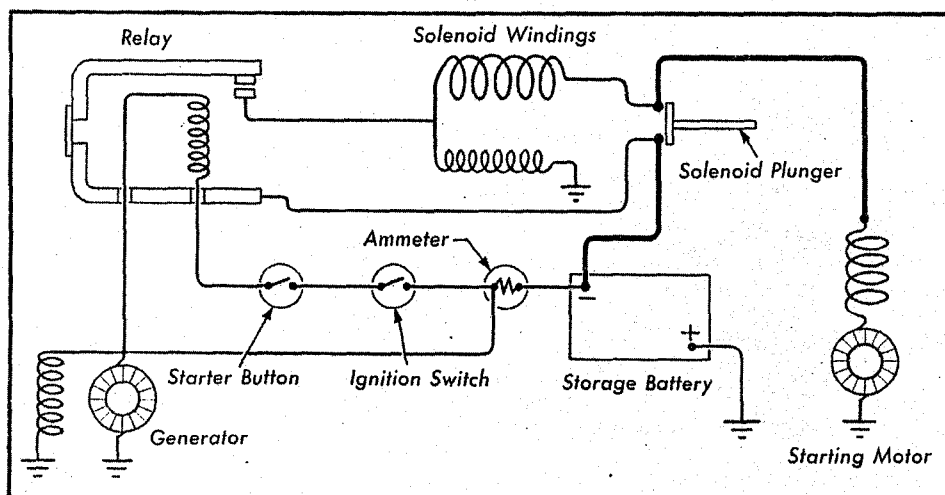 Relay
Solenoid Windings
Solenoid Plunger
Ammeter
−
+
Starter Button
Ignition Switch
Storage Battery
Generator
Starting Motor